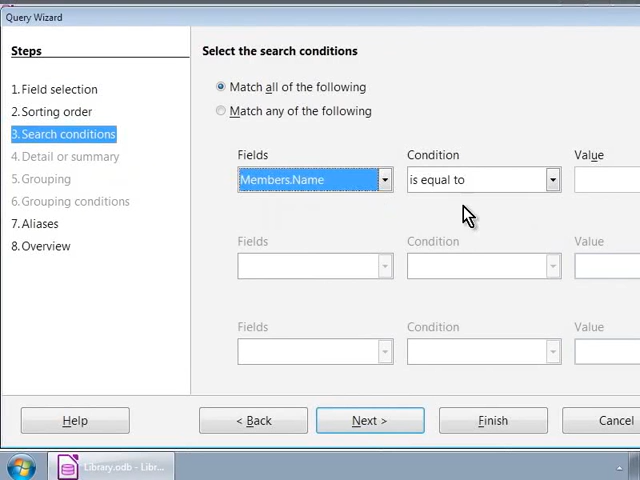 Query Wizard
Steps
1.Field selection
2.Sorting order
3.Search conditions
4.Detail or summary
5.Grouping
6.Grouping conditions
7.Aliases
8.Overview
Select the search conditions
Match all of the following
Match any of the following
Fields Condition Value
Members.Name is equal to
Fields Condition Value
Fields Condition Value
Help < Back Next > Finish Cancel
Library.odb - Libr...